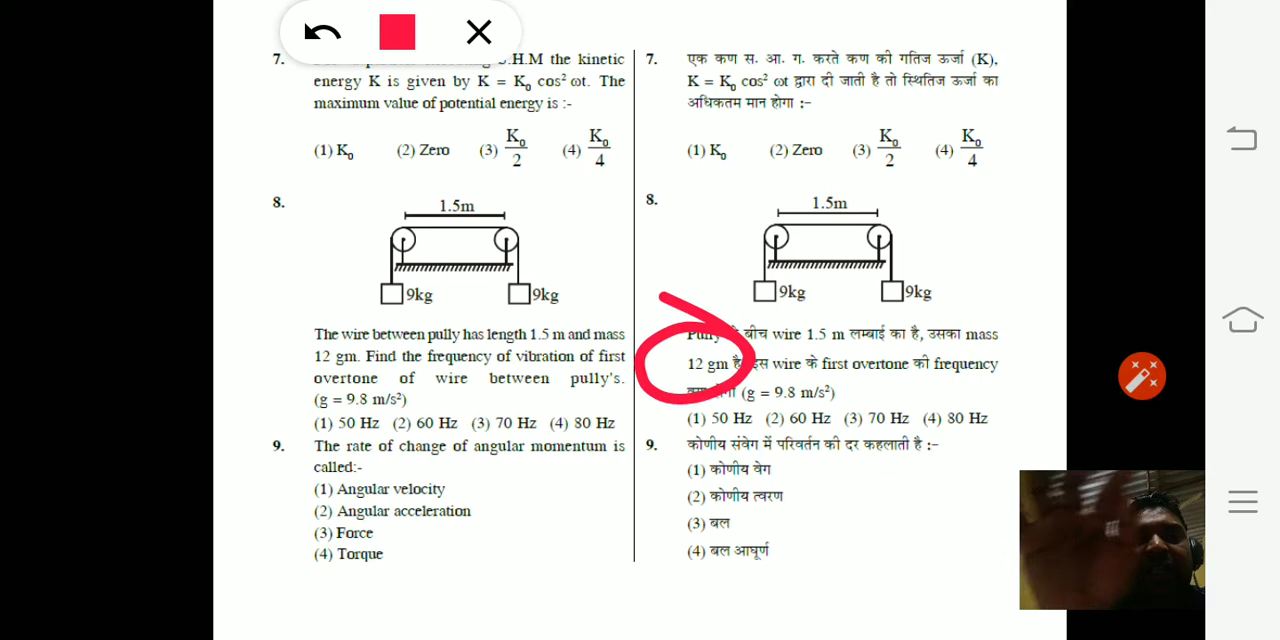 7. S.H.M the kinetic
energy K is given by K = K₀ cos² ωt. The
maximum value of potential energy is :-
(1) K₀ (2) Zero (3) K₀/2 (4) K₀/4
8.
1.5m
9kg 9kg
The wire between pully has length 1.5 m and mass
12 gm. Find the frequency of vibration of first
overtone of wire between pully's.
(g = 9.8 m/s²)
(1) 50 Hz (2) 60 Hz (3) 70 Hz (4) 80 Hz
9. The rate of change of angular momentum is
called:-
(1) Angular velocity
(2) Angular acceleration
(3) Force
(4) Torque
7. एक कण स. आ. ग. करते कण की गतिज ऊर्जा (K),
K = K₀ cos² ωt द्वारा दी जाती है तो स्थितिज ऊर्जा का
अधिकतम मान होगा :-
(1) K₀ (2) Zero (3) K₀/2 (4) K₀/4
8.
1.5m
9kg 9kg
Pully बीच wire 1.5 m लम्बाई का है, उसका mass
12 gm है इस wire के first overtone की frequency
(g = 9.8 m/s²)
(1) 50 Hz (2) 60 Hz (3) 70 Hz (4) 80 Hz
9. कोणीय संवेग में परिवर्तन की दर कहलाती है :-
(1) कोणीय वेग
(2) कोणीय त्वरण
(3) बल
(4) बल आघूर्ण